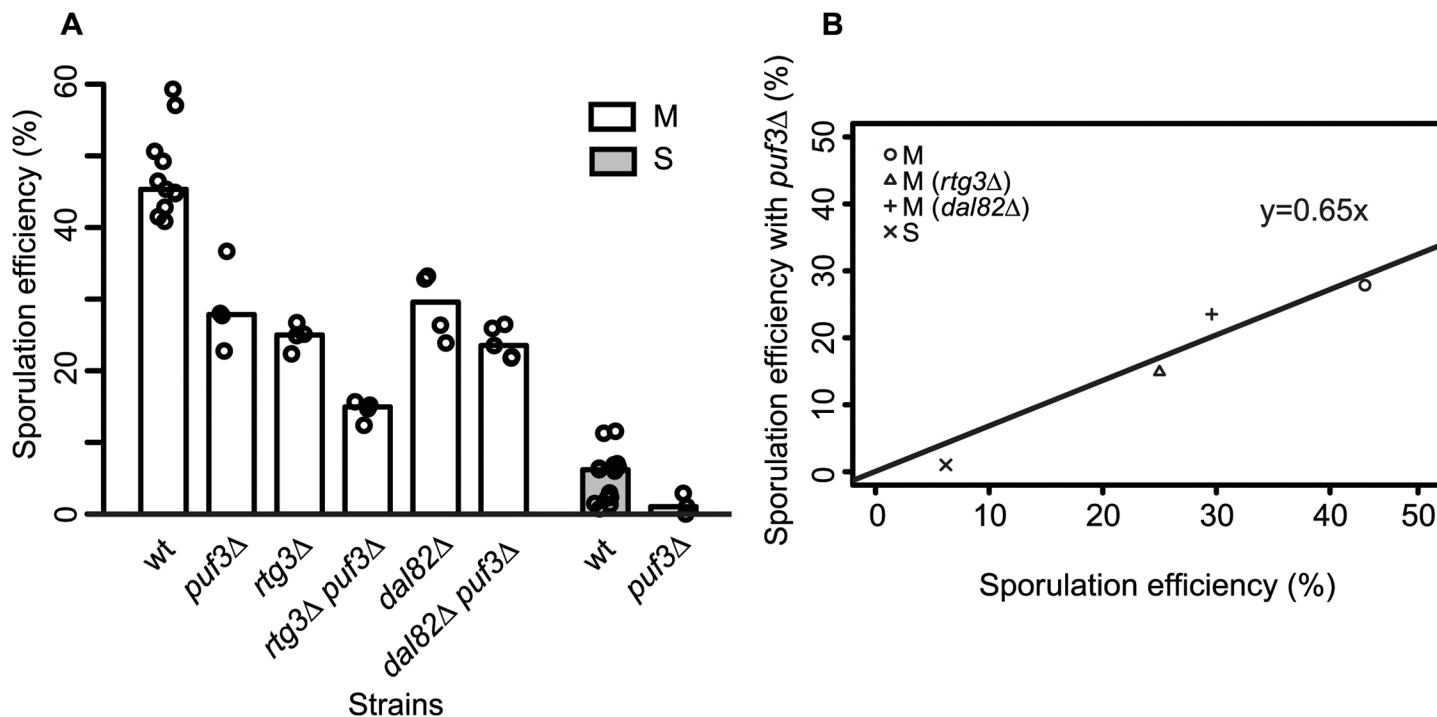 A
Sporulation efficiency (%)
60
40
20
0
M
S
wt
puf3Δ
rtg3Δ
rtg3Δ puf3Δ
dal82Δ
dal82Δ puf3Δ
wt
puf3Δ
Strains
B
Sporulation efficiency with puf3Δ (%)
50
40
30
20
10
0
M
M (rtg3Δ)
M (dal82Δ)
S
y=0.65x
0 10 20 30 40 50
Sporulation efficiency (%)